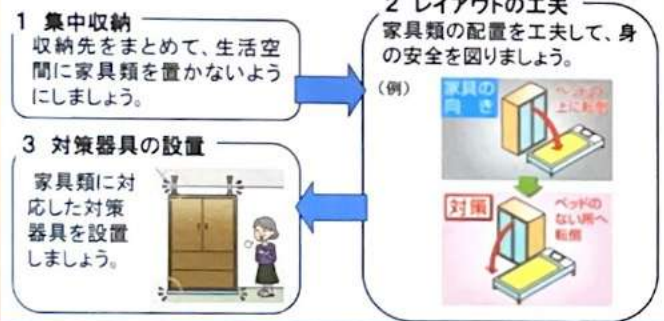 1 集中収納
収納先をまとめて、生活空
間に家具類を置かないよう
にしましょう。
2 レイアウトの工夫
家具類の配置を工夫して、身
の安全を図りましょう。
(例)
家具の
向き
ベッドの
上に転倒
対策
ベッドの
ない所へ
転倒
3 対策器具の設置
家具類に対
応した対策
器具を設置
しましょう。